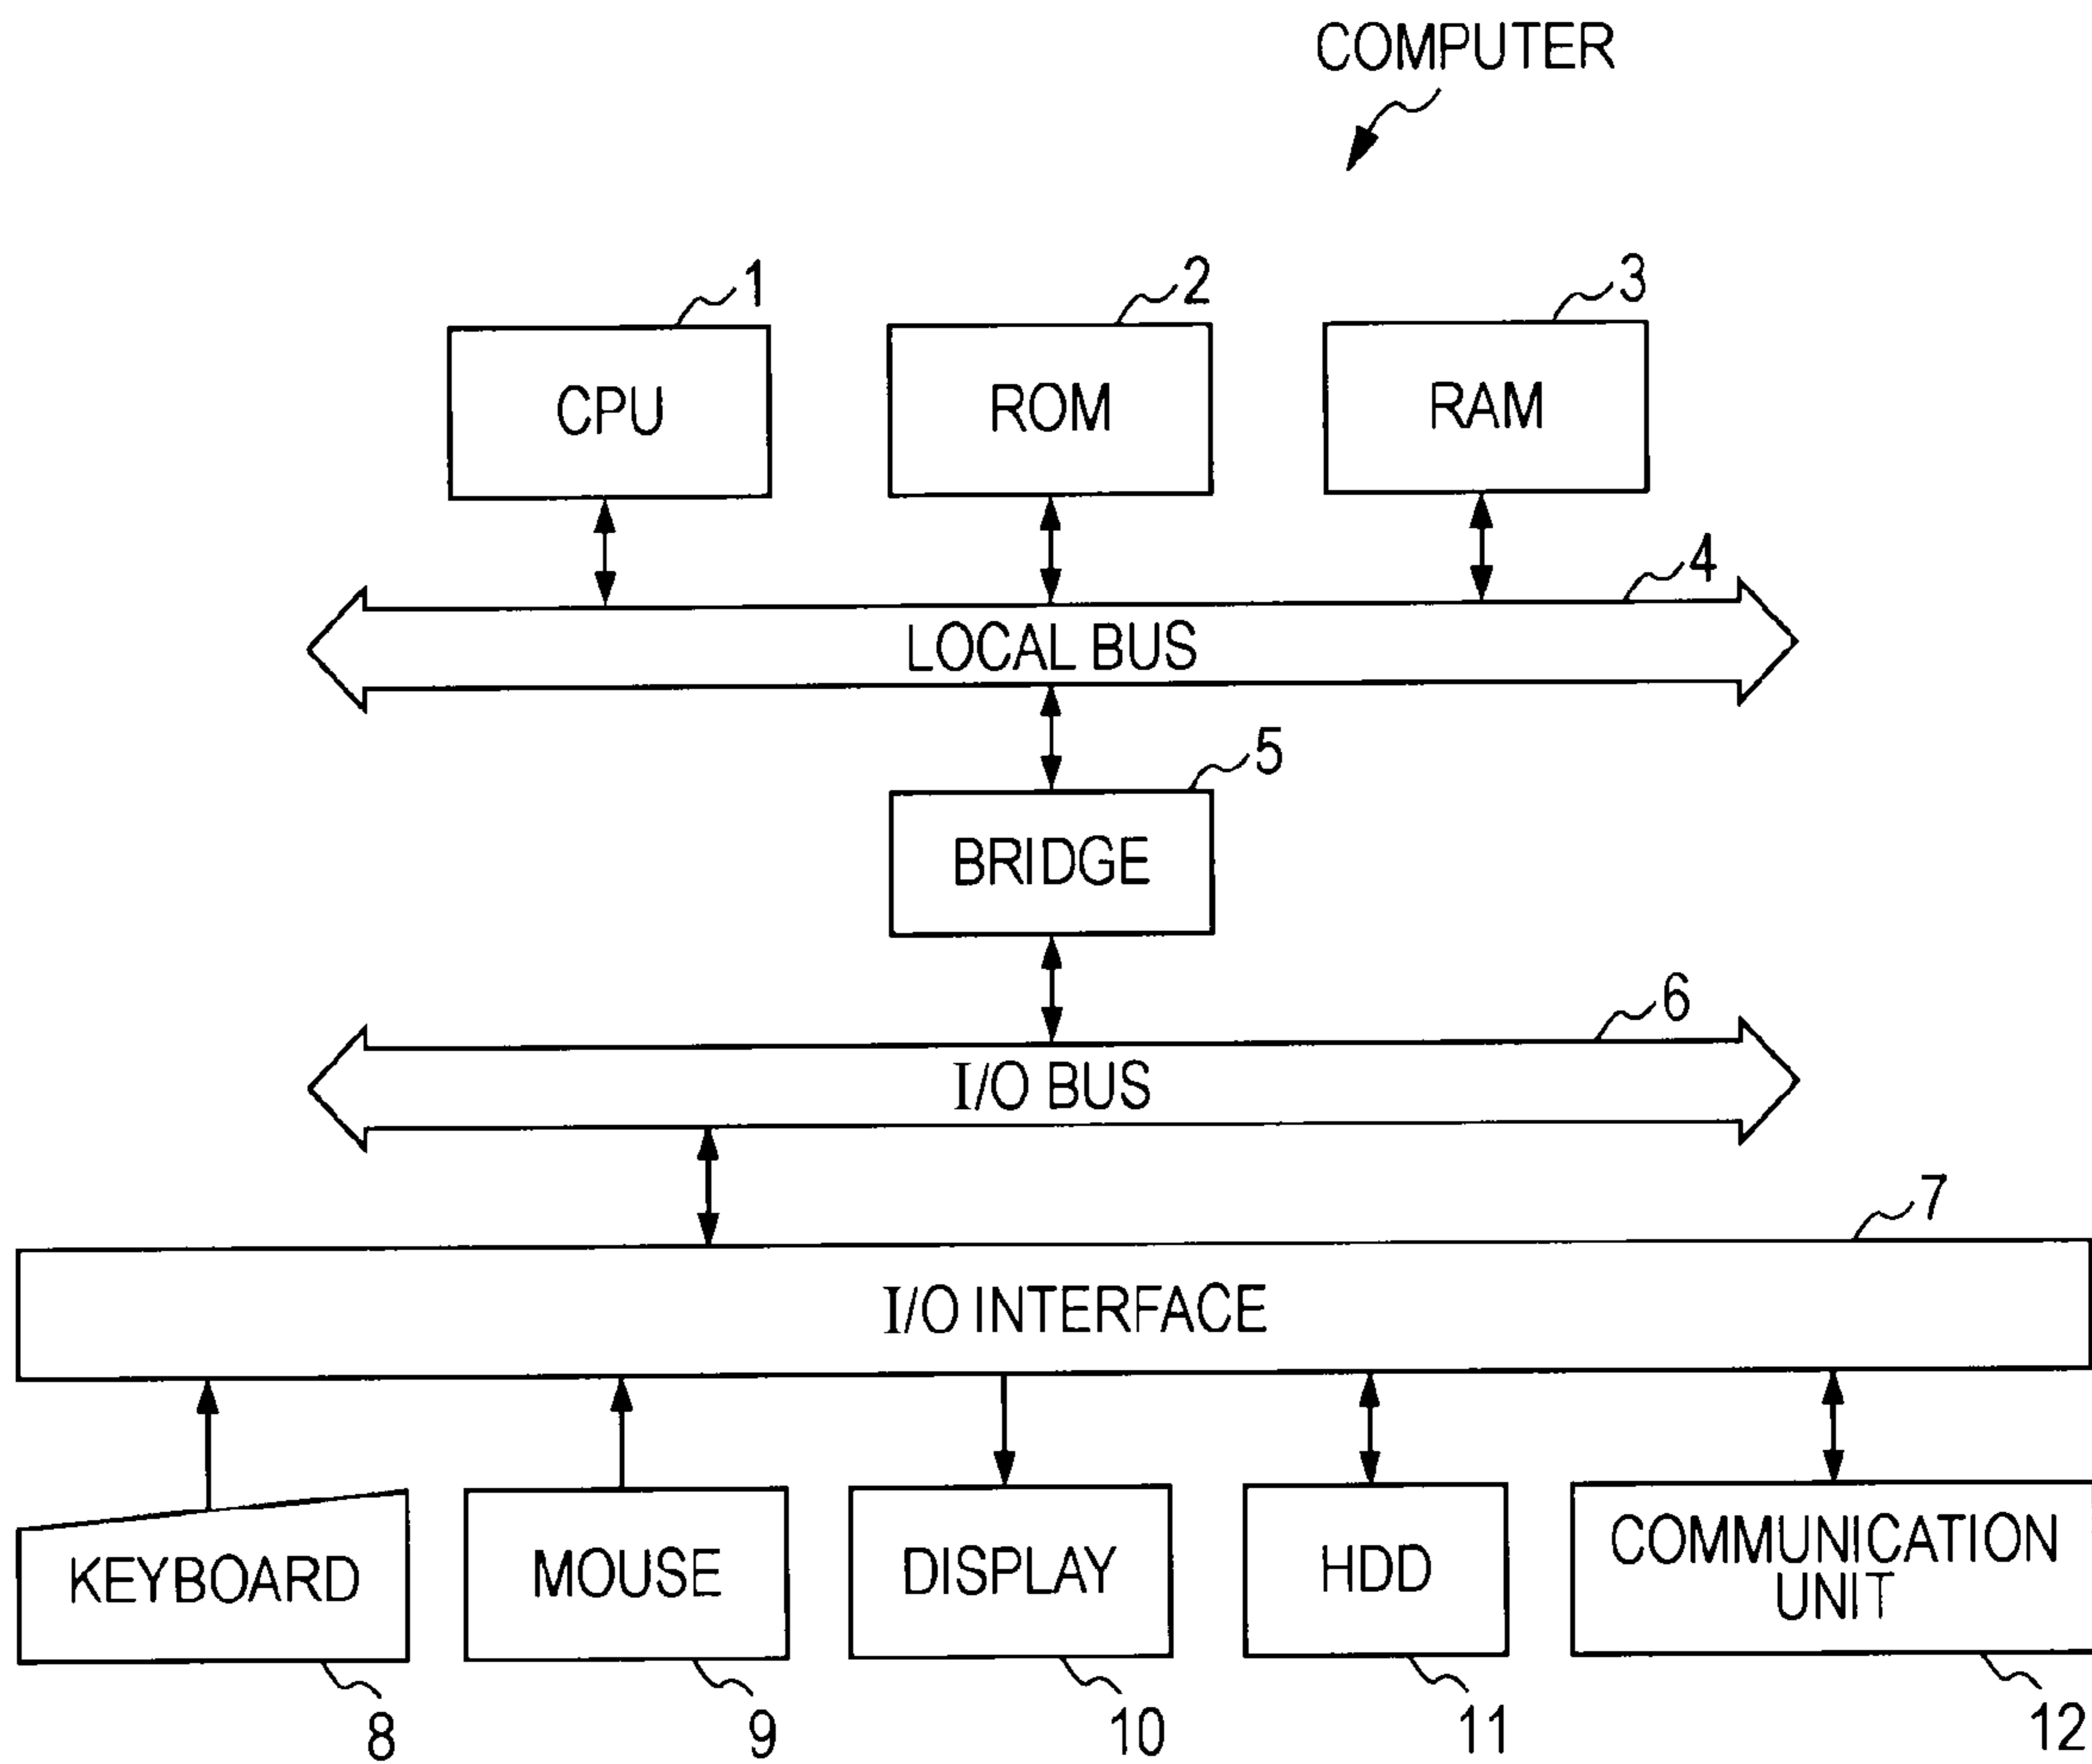 COMPUTER
1
2
3
CPU
ROM
RAM
4
LOCAL BUS
5
BRIDGE
6
I/O BUS
7
I/O INTERFACE
KEYBOARD
MOUSE
DISPLAY
HDD
COMMUNICATION
UNIT
8
9
10
11
12